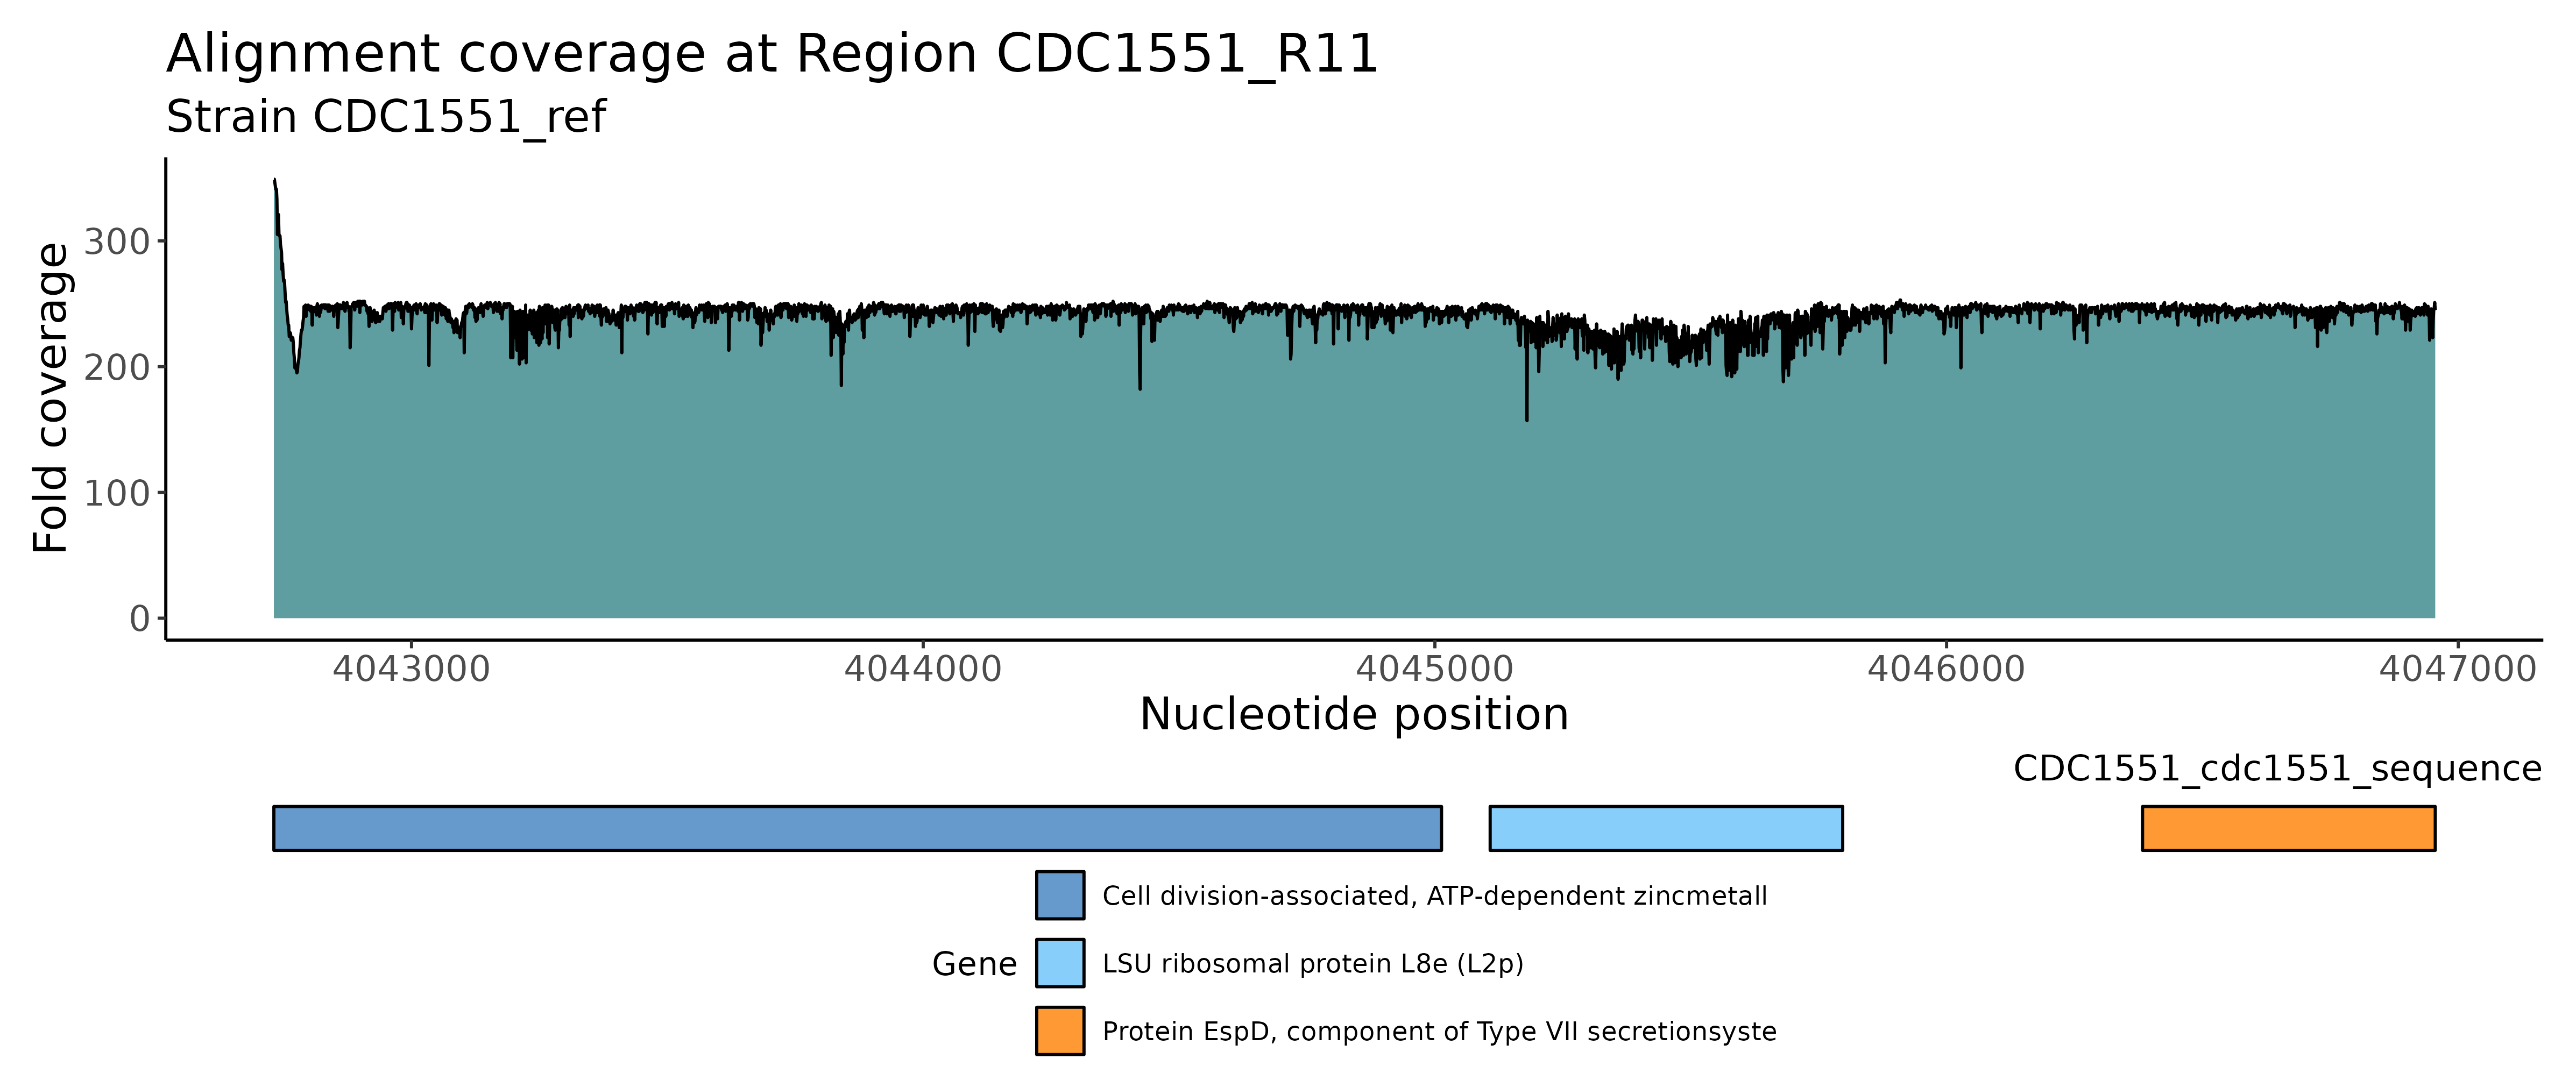 Alignment coverage at Region CDC1551_R11
Strain CDC1551_ref
Fold coverage
300
200
100
0
4043000 4044000 4045000 4046000 4047000
Nucleotide position
CDC1551_cdc1551_sequence
Gene
Cell division-associated, ATP-dependent zincmetall
LSU ribosomal protein L8e (L2p)
Protein EspD, component of Type VII secretionsyste